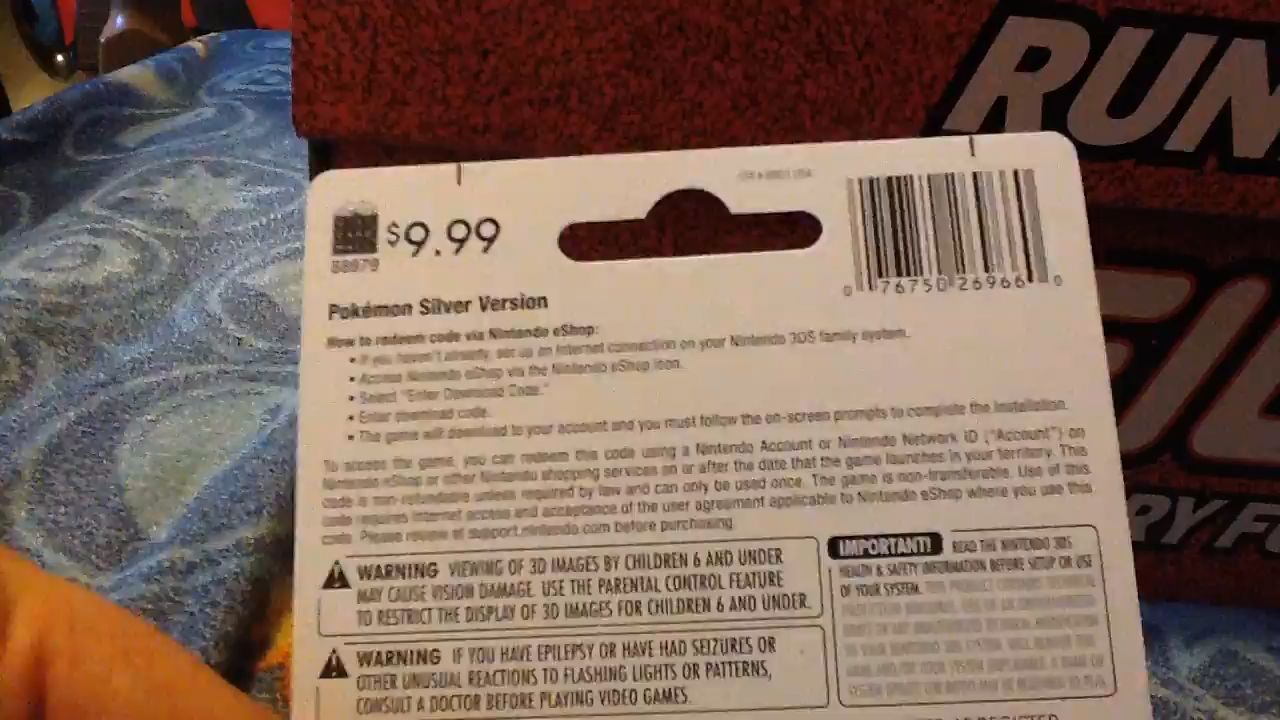 RUN
$9.99
0 76750 26966 0
Pokémon Silver Version
How to redeem code via Nintendo eShop:
• If you haven't already, set up an Internet connection on your Nintendo 3DS family system.
• Access Nintendo eShop via the Nintendo eShop icon.
• Select "Enter Download Code."
• Enter download code.
• The game will download to your account and you must follow the on-screen prompts to complete the installation.
To access the game, you can redeem this code using a Nintendo Account or Nintendo Network ID ("Account") on
Nintendo eShop or other Nintendo shopping services on or after the date that the game launches in your territory. This
code is non-refundable unless required by law and can only be used once. The game is non-transferable. Use of this
code requires Internet access and acceptance of the user agreement applicable to Nintendo eShop where you use this
code. Please review at support.nintendo.com before purchasing.
WARNING VIEWING OF 3D IMAGES BY CHILDREN 6 AND UNDER
MAY CAUSE VISION DAMAGE. USE THE PARENTAL CONTROL FEATURE
TO RESTRICT THE DISPLAY OF 3D IMAGES FOR CHILDREN 6 AND UNDER.
WARNING IF YOU HAVE EPILEPSY OR HAVE HAD SEIZURES OR
OTHER UNUSUAL REACTIONS TO FLASHING LIGHTS OR PATTERNS,
CONSULT A DOCTOR BEFORE PLAYING VIDEO GAMES.
IMPORTANT! READ THE NINTENDO 3DS
HEALTH & SAFETY INFORMATION BEFORE SETUP OR USE
OF YOUR SYSTEM.
RY F